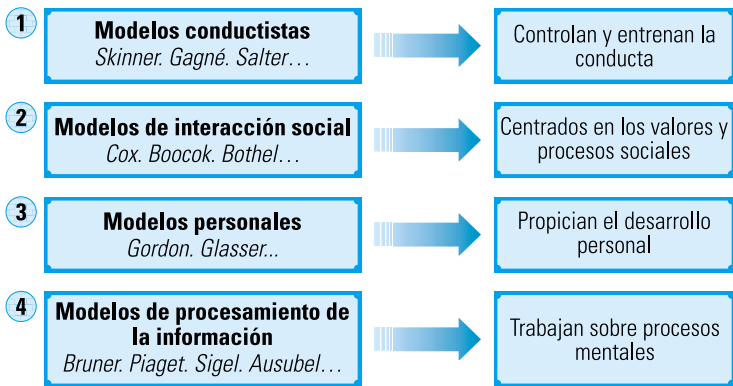 1
Modelos conductistas
Skinner. Gagné. Salter…
Controlan y entrenan la
conducta
2
Modelos de interacción social
Cox. Boocok. Bothel…
Centrados en los valores y
procesos sociales
3
Modelos personales
Gordon. Glasser...
Propician el desarrollo
personal
4
Modelos de procesamiento de
la información
Bruner. Piaget. Sigel. Ausubel…
Trabajan sobre procesos
mentales